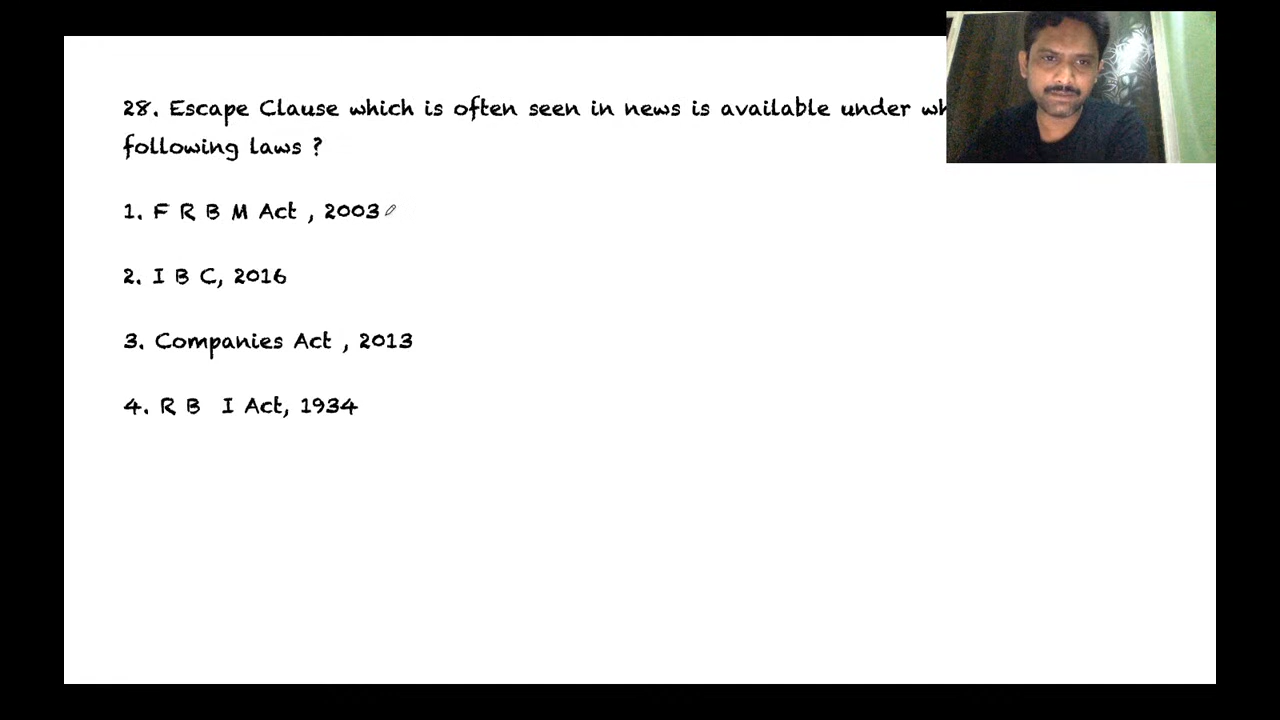 28. Escape Clause which is often seen in news is available under
following laws ?
1. F R B M Act , 2003
2. I B C, 2016
3. Companies Act , 2013
4. R B I Act, 1934